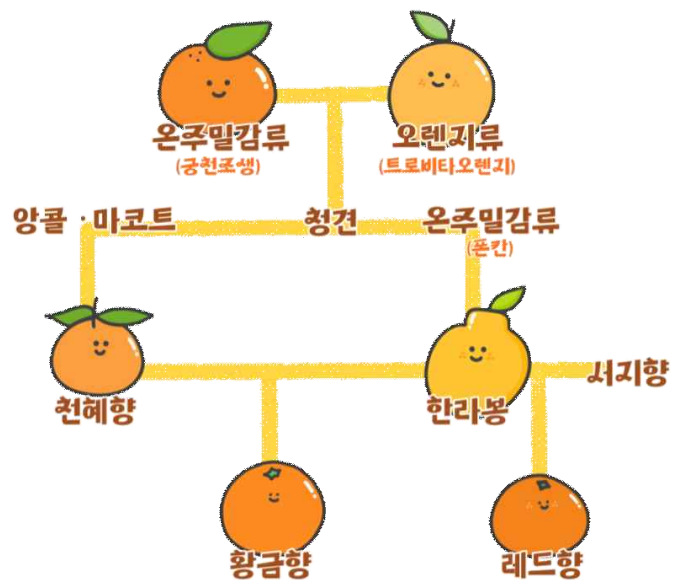 온주밀감류
(궁천조생)
오렌지류
(트로비타오렌지)
앙콜 · 마코트
청견
온주밀감류
(폰칸)
천혜향
한라봉
서지향
황금향
레드향